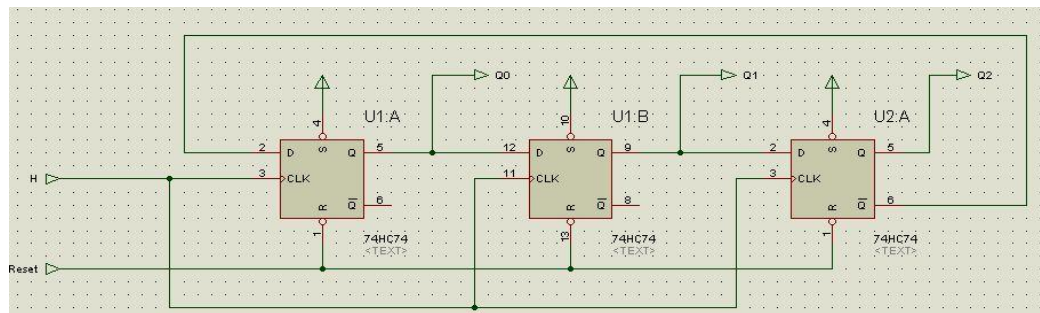 Q0
Q1
Q2
4
U1:A
10
U1:B
4
U2:A
2
D
S
Q
5
12
D
S
Q
9
2
D
S
Q
5
H
3
CLK
11
CLK
3
CLK
R
Q
6
R
Q
8
R
Q
6
1
74HC74
<TEXT>
13
74HC74
<TEXT>
1
74HC74
<TEXT>
Reset